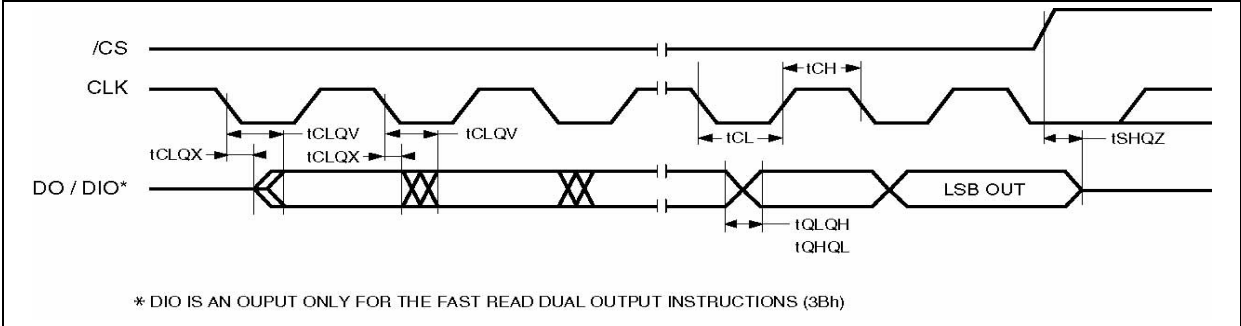 /CS
CLK
tCH
tCLQV
tCLQV
tCL
tSHQZ
tCLQX
tCLQX
DO / DIO*
LSB OUT
tQLQH
tQHQL
* DIO IS AN OUPUT ONLY FOR THE FAST READ DUAL OUTPUT INSTRUCTIONS (3Bh)